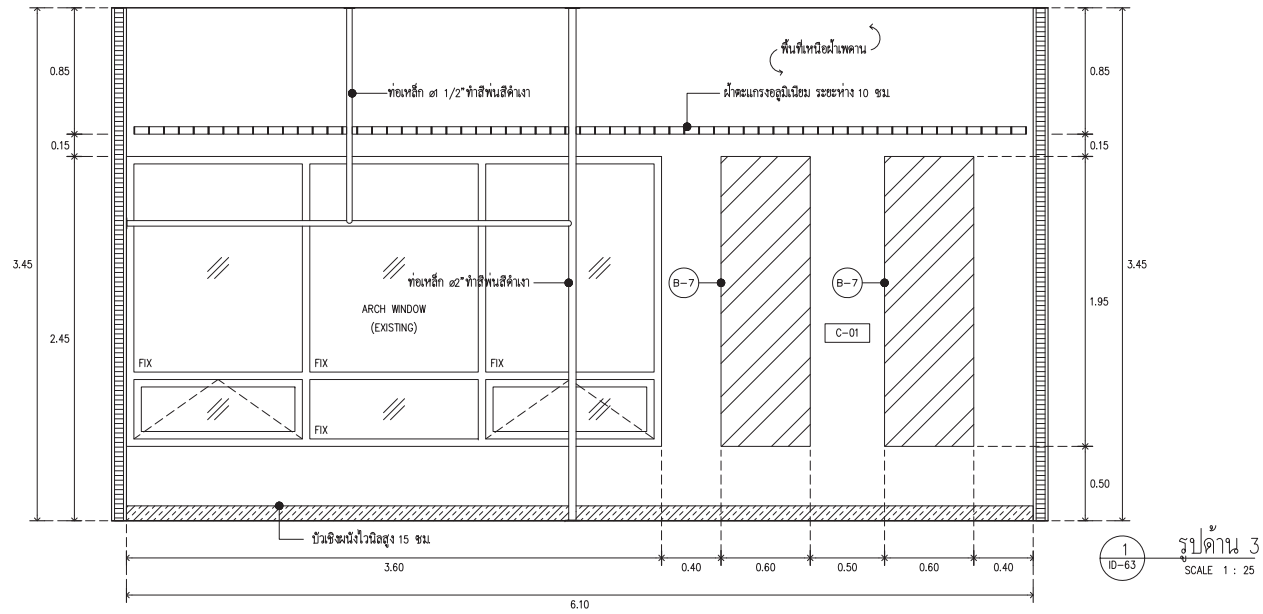 พื้นที่เหนือฝ้าเพดาน
0.85
0.85
ท่อเหล็ก ø1 1/2"ทำสีพ่นสีดำเงา
ฝ้าตะแกรงอลูมิเนียม ระยะห่าง 10 ซม.
0.15
0.15
3.45
3.45
ท่อเหล็ก ø2"ทำสีพ่นสีดำเงา
B-7
B-7
1.95
ARCH WINDOW
(EXISTING)
2.45
C-01
FIX
FIX
FIX
FIX
0.50
บัวเชิงผนังไวนิลสูง 15 ซม.
3.60
0.40
0.60
0.50
0.60
0.40
6.10
1
ID-63
รูปด้าน 3
SCALE 1 : 25